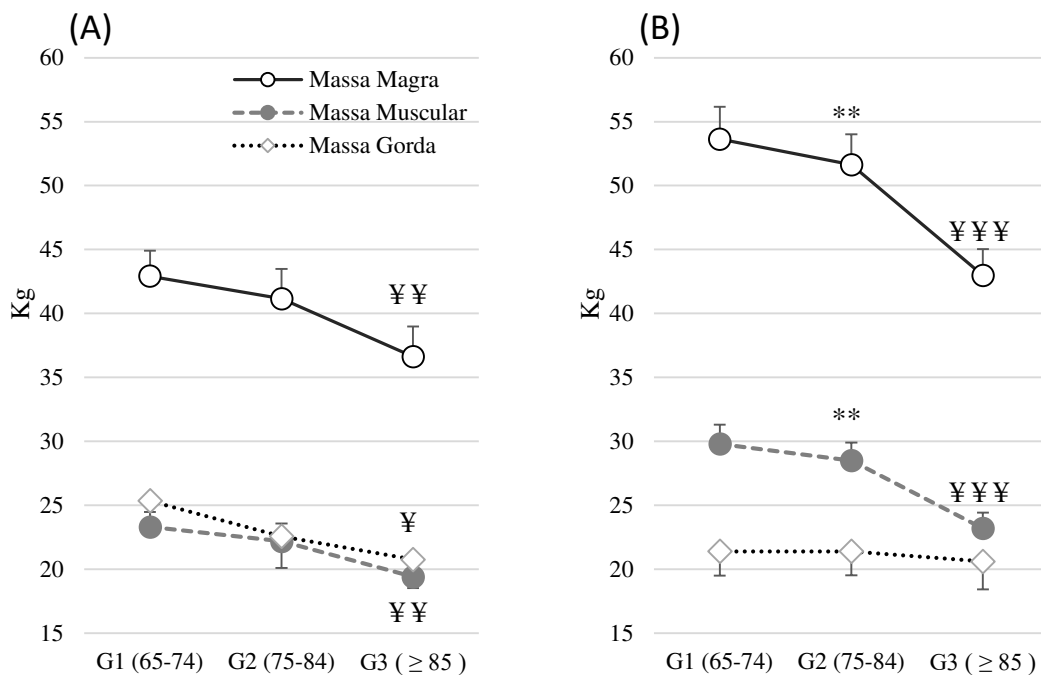 (A)
60
55
50
45
40
35
30
25
20
15
Kg
Massa Magra
Massa Muscular
Massa Gorda
¥ ¥
¥
¥ ¥
G1 (65-74)
G2 (75-84)
G3 ( ≥ 85 )
(B)
60
55
50
45
40
35
30
25
20
15
Kg
**
¥ ¥ ¥
**
¥ ¥ ¥
G1 (65-74)
G2 (75-84)
G3 ( ≥ 85 )